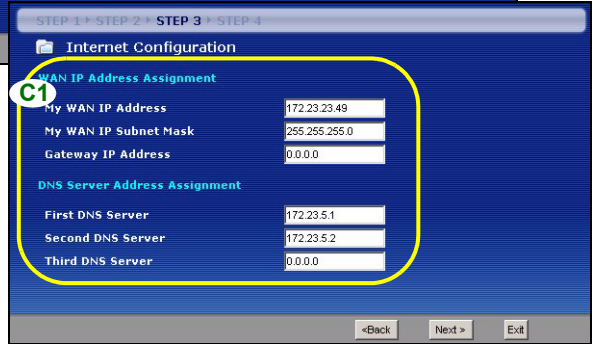 STEP 1 STEP 2 STEP 3 STEP 4
Internet Configuration
WAN IP Address Assignment
C1
My WAN IP Address 172.23.23.49
My WAN IP Subnet Mask 255.255.255.0
Gateway IP Address 0.0.0.0
DNS Server Address Assignment
First DNS Server 172.23.5.1
Second DNS Server 172.23.5.2
Third DNS Server 0.0.0.0
<Back Next > Exit